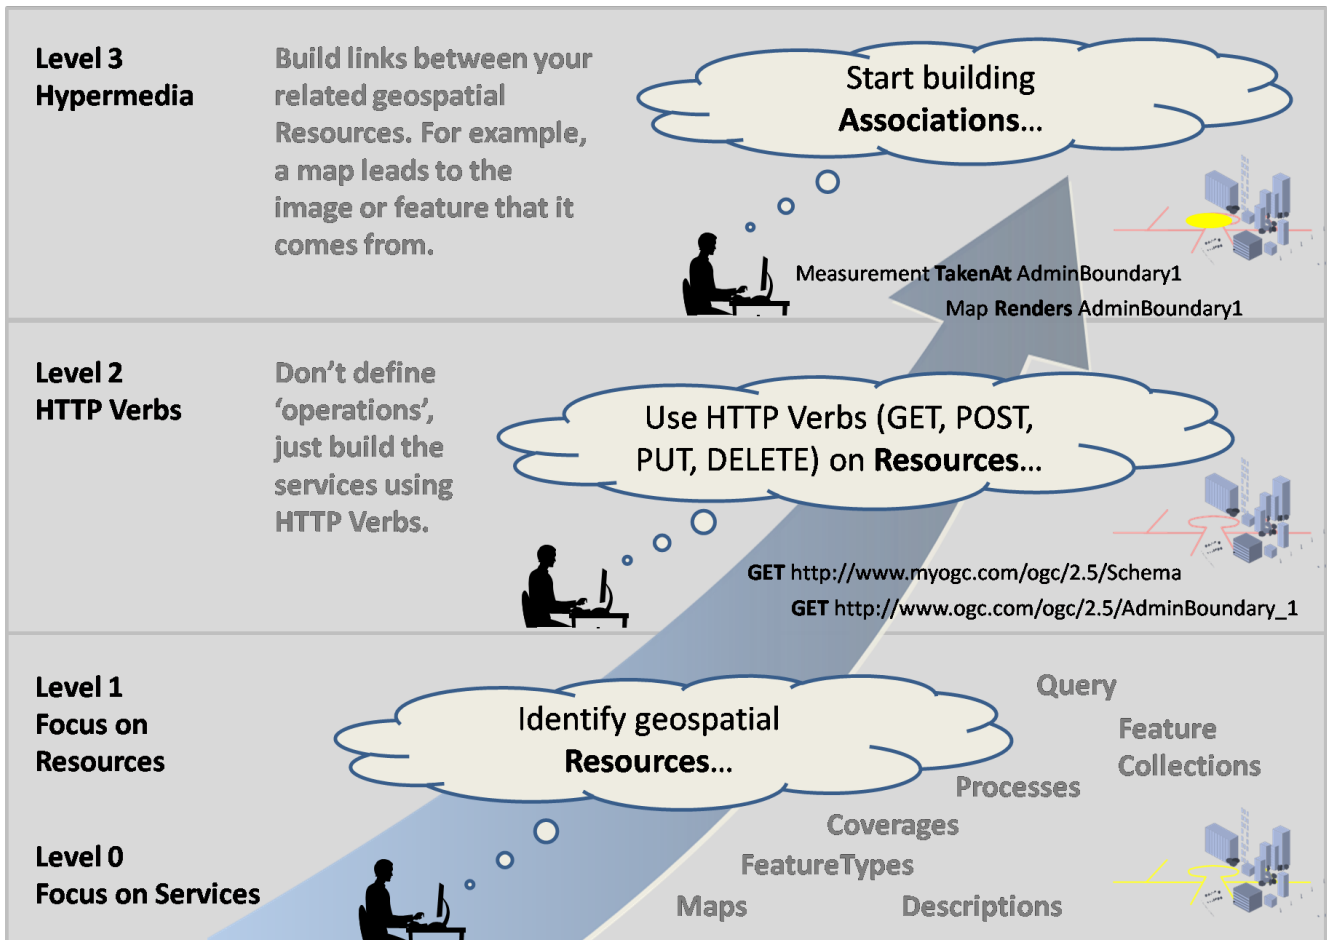 Level 3
Hypermedia
Build links between your
related geospatial
Resources. For example,
a map leads to the
image or feature that it
comes from.
Start building
Associations...
Measurement TakenAt AdminBoundary1
Map Renders AdminBoundary1
Level 2
HTTP Verbs
Don’t define
‘operations’,
just build the
services using
HTTP Verbs.
Use HTTP Verbs (GET, POST,
PUT, DELETE) on Resources...
GET http://www.myogc.com/ogc/2.5/Schema
GET http://www.ogc.com/ogc/2.5/AdminBoundary_1
Level 1
Focus on
Resources
Identify geospatial
Resources...
Query
Feature
Collections
Processes
Coverages
FeatureTypes
Maps
Descriptions
Level 0
Focus on Services